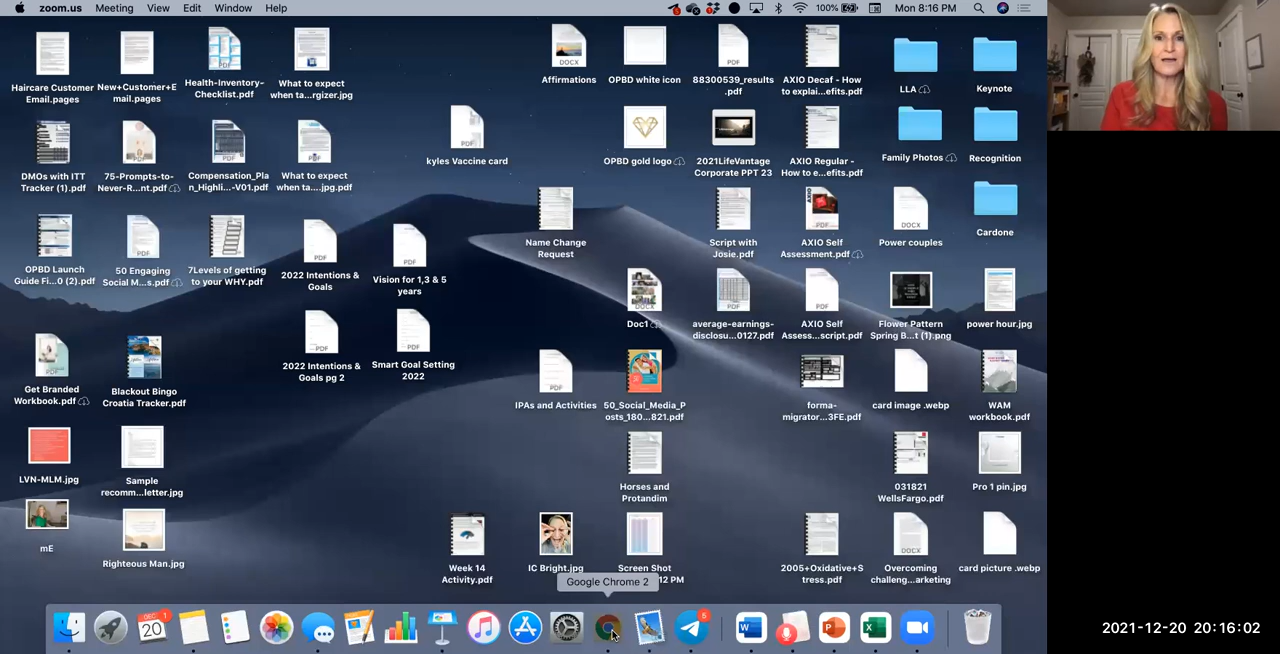 zoom.us Meeting View Edit Window Help
100% Mon 8:16 PM
Haircare Customer
Email.pages
New+Customer+E
mail.pages
Health-Inventory-
Checklist.pdf
What to expect
when ta...rgizer.jpg
Affirmations
OPBD white icon
88300539_results
.pdf
AXIO Decaf - How
to explai...efits.pdf
LLA
Keynote
DMOs with ITT
Tracker (1).pdf
75-Prompts-to-
Never-R...nt.pdf
Compensation_Pla
n_Highli...-V01.pdf
What to expect
when ta....jpg.pdf
kyles Vaccine card
OPBD gold logo
2021LifeVantage
Corporate PPT 23
AXIO Regular -
How to e...efits.pdf
Family Photos
Recognition
OPBD Launch
Guide Fi...0 (2).pdf
50 Engaging
Social M...s.pdf
7Levels of getting
to your WHY.pdf
2022 Intentions &
Goals
Vision for 1,3 & 5
years
Name Change
Request
Script with
Josie.pdf
AXIO Self
Assessment.pdf
Power couples
Cardone
Doc1
average-earnings-
disclosu...0127.pdf
AXIO Self
Assess...script.pdf
Flower Pattern
Spring B...t (1).png
power hour.jpg
Get Branded
Workbook.pdf
Blackout Bingo
Croatia Tracker.pdf
2022 Intentions &
Goals pg 2
Smart Goal Setting
2022
IPAs and Activities
50_Social_Media_P
osts_180...821.pdf
forma-
migrator...3FE.pdf
card image .webp
WAM
workbook.pdf
LVN-MLM.jpg
Sample
recomm...letter.jpg
Horses and
Protandim
031821
WellsFargo.pdf
Pro 1 pin.jpg
mE
Righteous Man.jpg
Week 14
Activity.pdf
IC Bright.jpg
Screen Shot
12 PM
2005+Oxidative+S
tress.pdf
Overcoming
challeng...arketing
card picture .webp
Google Chrome 2
DEC
20
1
5
2021-12-20 20:16:02